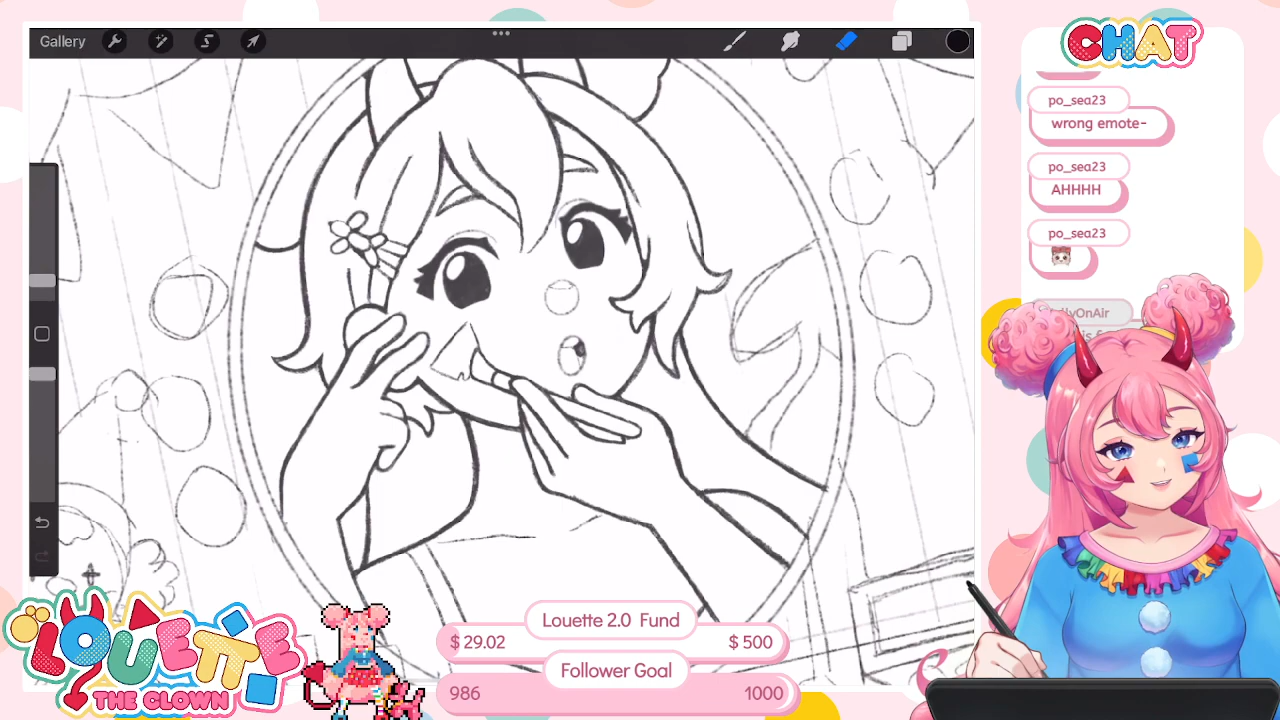 Gallery
CHAT
po_sea23
wrong emote-
po_sea23
AHHHH
po_sea23
LOUETTE
THE CLOWN
Louette 2.0 Fund
$ 29.02
$ 500
Follower Goal
986
1000